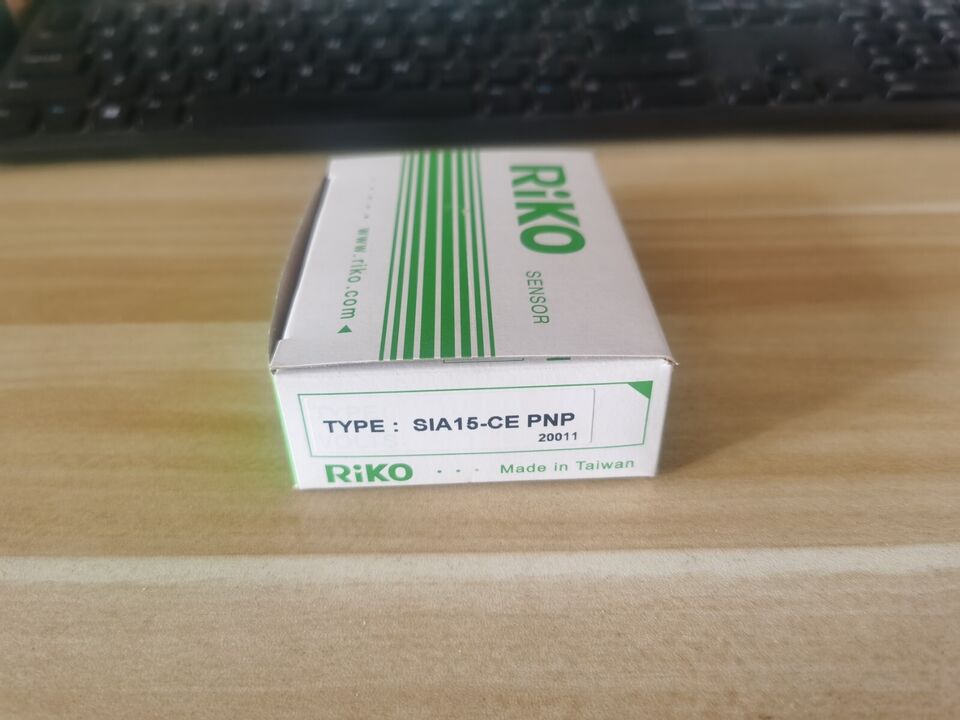 RiKO
SENSOR
www.riko.com
TYPE : SIA15-CE PNP
20011
RiKO ··· Made in Taiwan